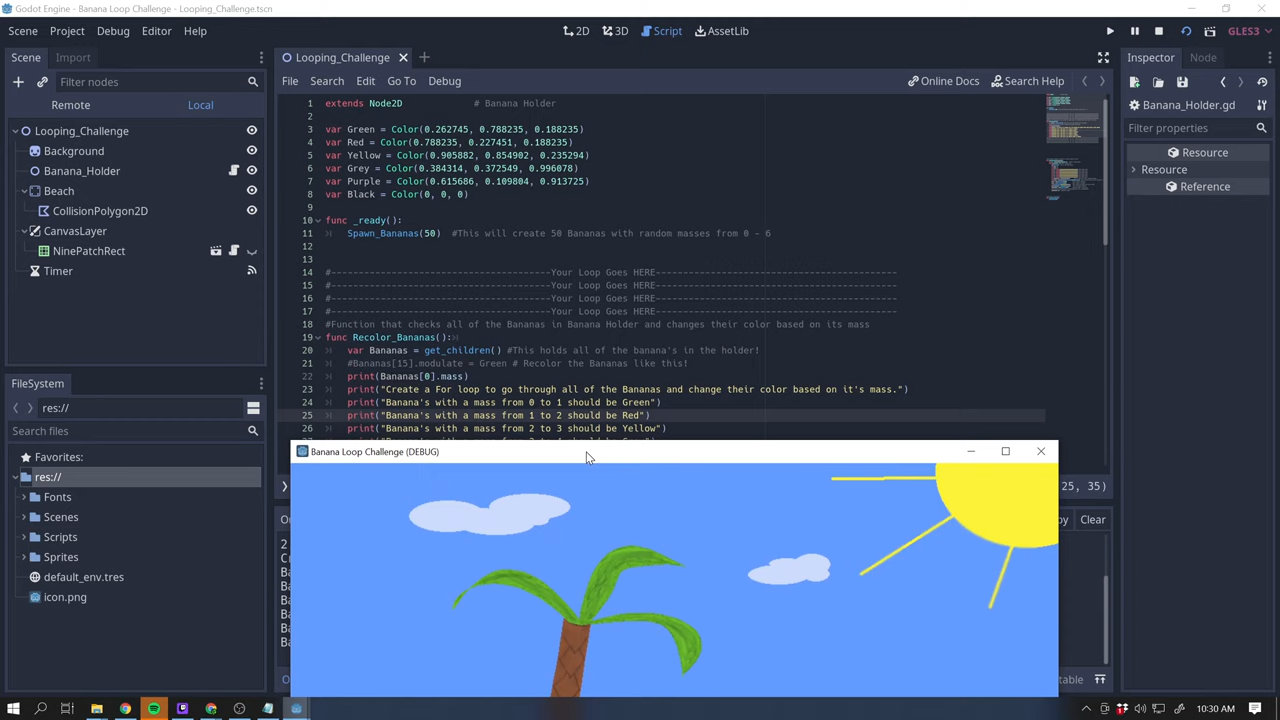 Godot Engine - Banana Loop Challenge - Looping_Challenge.tscn
Scene Project Debug Editor Help
2D 3D Script AssetLib
GLES3
Scene Import
Looping_Challenge
Inspector Node
Filter nodes
File Search Edit Go To Debug
Online Docs Search Help
Remote Local
Banana_Holder.gd
Filter properties
Resource
Resource
Reference
Looping_Challenge
Background
Banana_Holder
Beach
CollisionPolygon2D
CanvasLayer
NinePatchRect
Timer
1 extends Node2D # Banana Holder
2
3 var Green = Color(0.262745, 0.788235, 0.188235)
4 var Red = Color(0.788235, 0.227451, 0.188235)
5 var Yellow = Color(0.905882, 0.854902, 0.235294)
6 var Grey = Color(0.384314, 0.372549, 0.996078)
7 var Purple = Color(0.615686, 0.109804, 0.913725)
8 var Black = Color(0, 0, 0)
9
10 func _ready():
11 Spawn_Bananas(50) #This will create 50 Bananas with random masses from 0 - 6
12
13
14 #---------------------------------------Your Loop Goes HERE-------------------------------------------
15 #---------------------------------------Your Loop Goes HERE-------------------------------------------
16 #---------------------------------------Your Loop Goes HERE-------------------------------------------
17 #---------------------------------------Your Loop Goes HERE-------------------------------------------
18 #Function that checks all of the Bananas in Banana Holder and changes their color based on its mass
19 func Recolor_Bananas():
20 var Bananas = get_children() #This holds all of the banana's in the holder!
21 #Bananas[15].modulate = Green # Recolor the Bananas like this!
22 print(Bananas[0].mass)
23 print("Create a For loop to go through all of the Bananas and change their color based on it's mass.")
24 print("Banana's with a mass from 0 to 1 should be Green")
25 print("Banana's with a mass from 1 to 2 should be Red")
26 print("Banana's with a mass from 2 to 3 should be Yellow")
25, 35)
FileSystem
res://
Search files
Favorites:
res://
Fonts
Scenes
Scripts
Sprites
default_env.tres
icon.png
Banana Loop Challenge (DEBUG)
Clear
2
10:30 AM